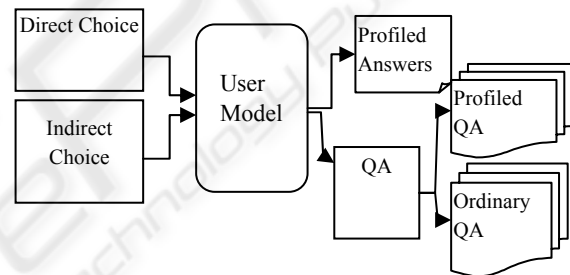 Direct Choice
Indirect
Choice
User
Model
Profiled
Answers
QA
Profiled
QA
Ordinary
QA